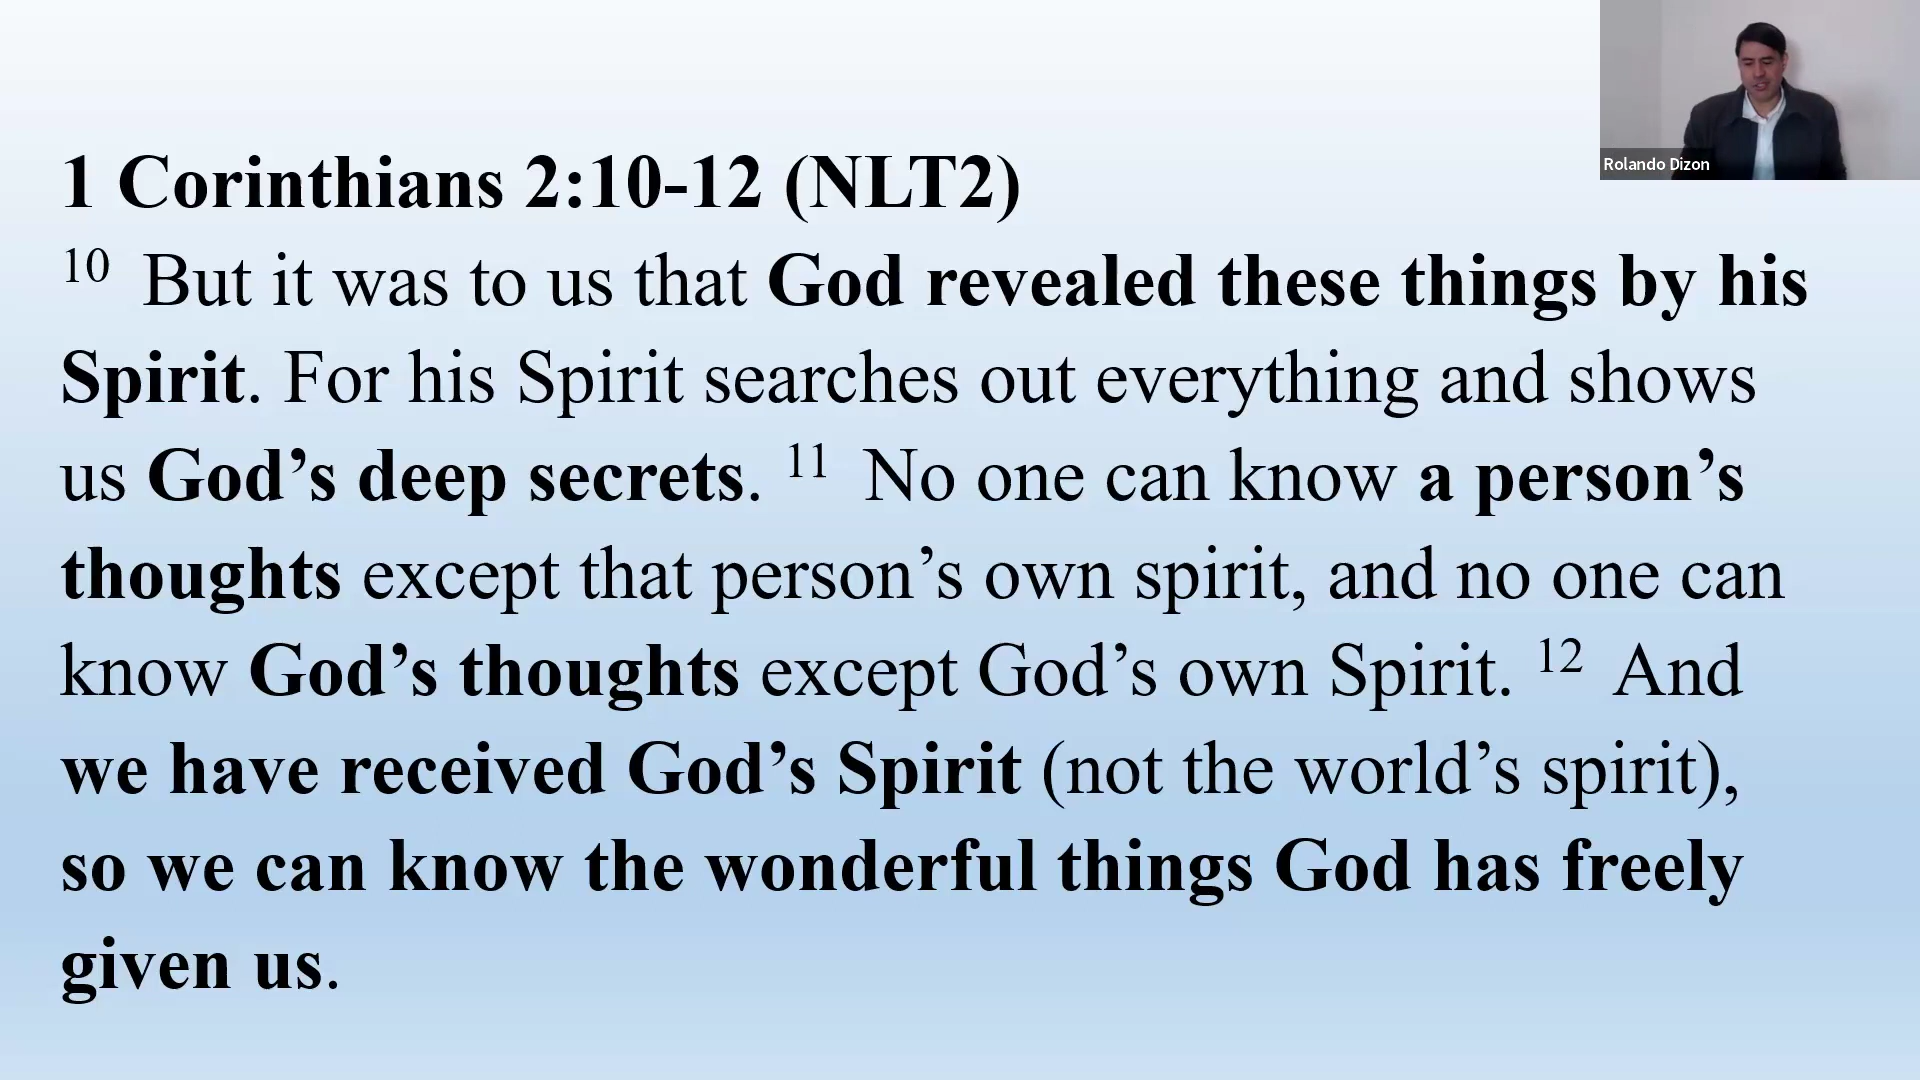 Rolando Dizon
1 Corinthians 2:10-12 (NLT2)
10 But it was to us that God revealed these things by his
Spirit. For his Spirit searches out everything and shows
us God’s deep secrets. 11 No one can know a person’s
thoughts except that person’s own spirit, and no one can
know God’s thoughts except God’s own Spirit. 12 And
we have received God’s Spirit (not the world’s spirit),
so we can know the wonderful things God has freely
given us.